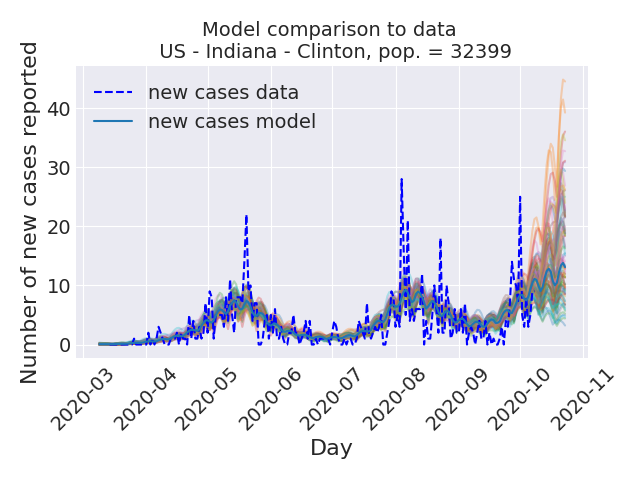 Model comparison to data
US - Indiana - Clinton, pop. = 32399
Number of new cases reported
40
30
20
10
0
new cases data
new cases model
2020-03
2020-04
2020-05
2020-06
2020-07
2020-08
2020-09
2020-10
2020-11
Day